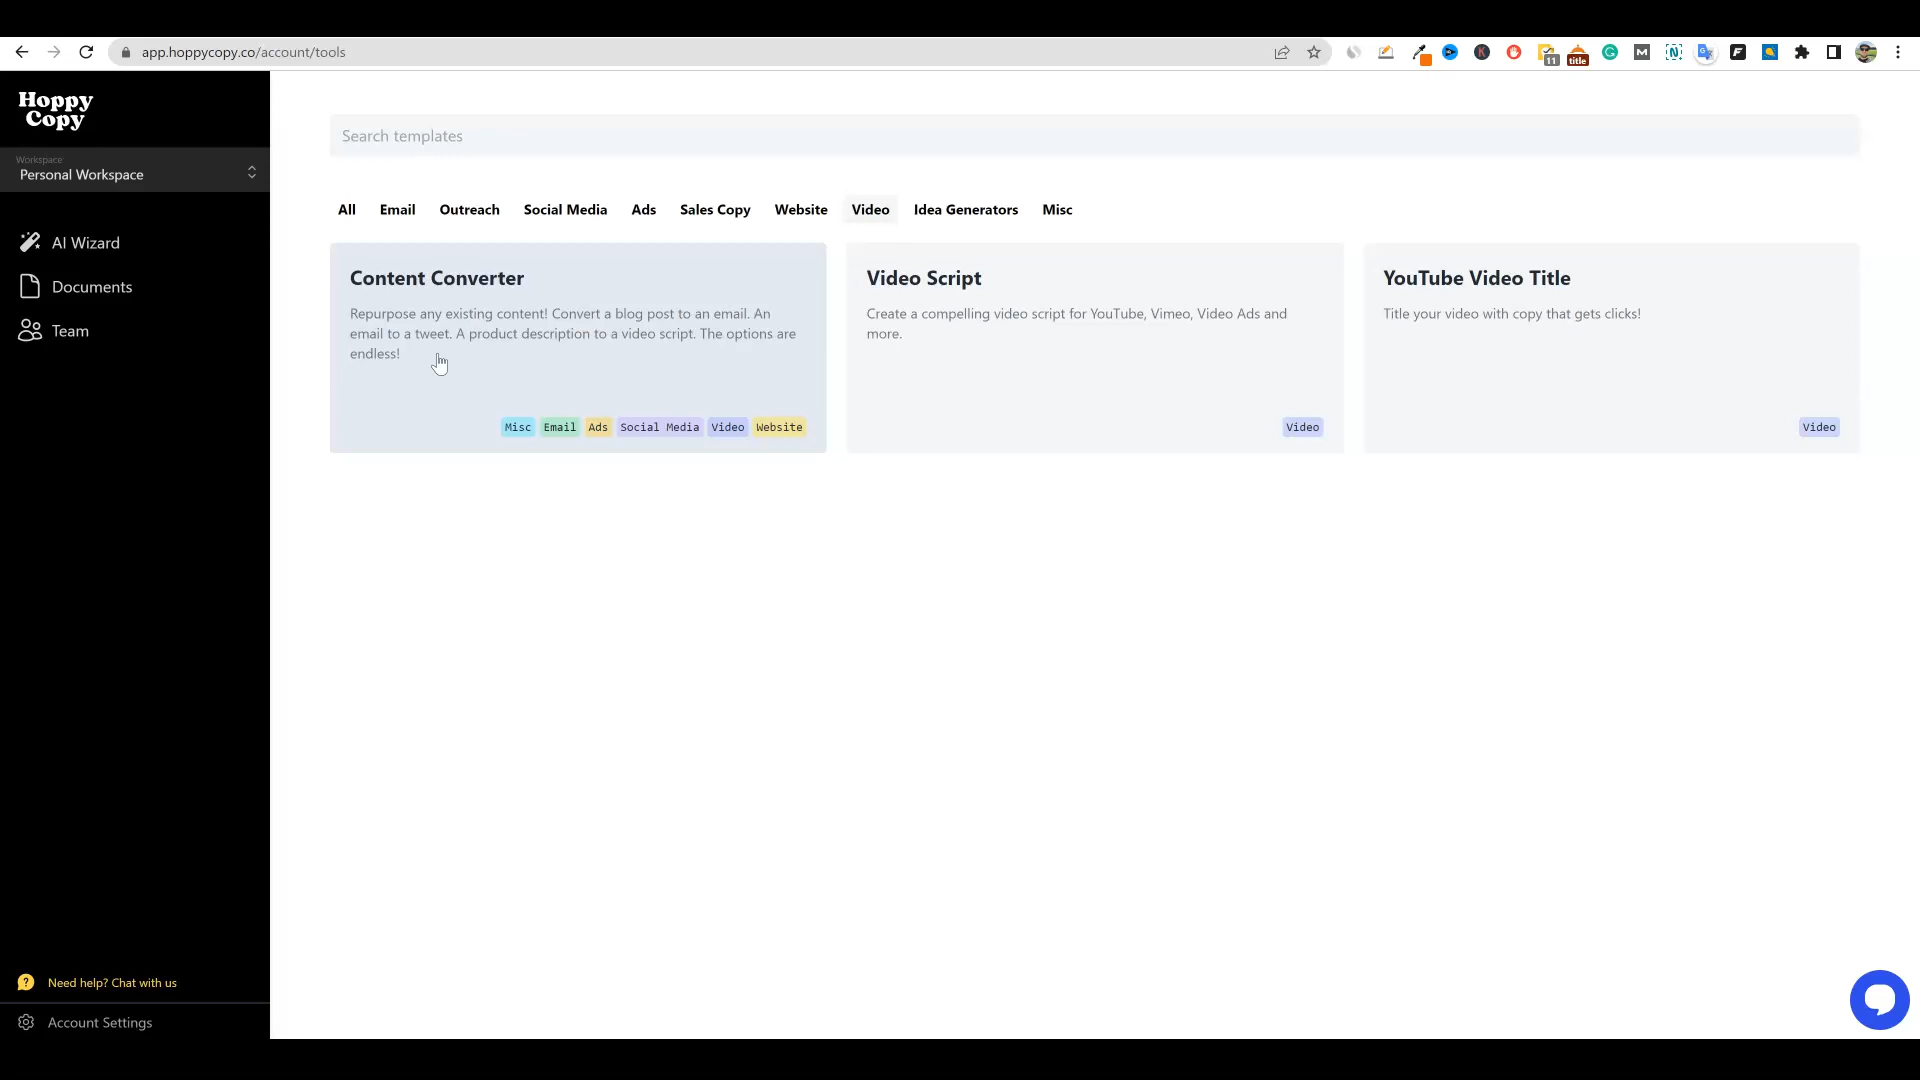 app.hoppycopy.co/account/tools
11
title
Hoppy
Copy
Workspace
Personal Workspace
AI Wizard
Documents
Team
Need help? Chat with us
Account Settings
Search templates
All Email Outreach Social Media Ads Sales Copy Website Video Idea Generators Misc
Content Converter
Repurpose any existing content! Convert a blog post to an email. An
email to a tweet. A product description to a video script. The options are
endless!
Misc Email Ads Social Media Video Website
Video Script
Create a compelling video script for YouTube, Vimeo, Video Ads and
more.
Video
YouTube Video Title
Title your video with copy that gets clicks!
Video